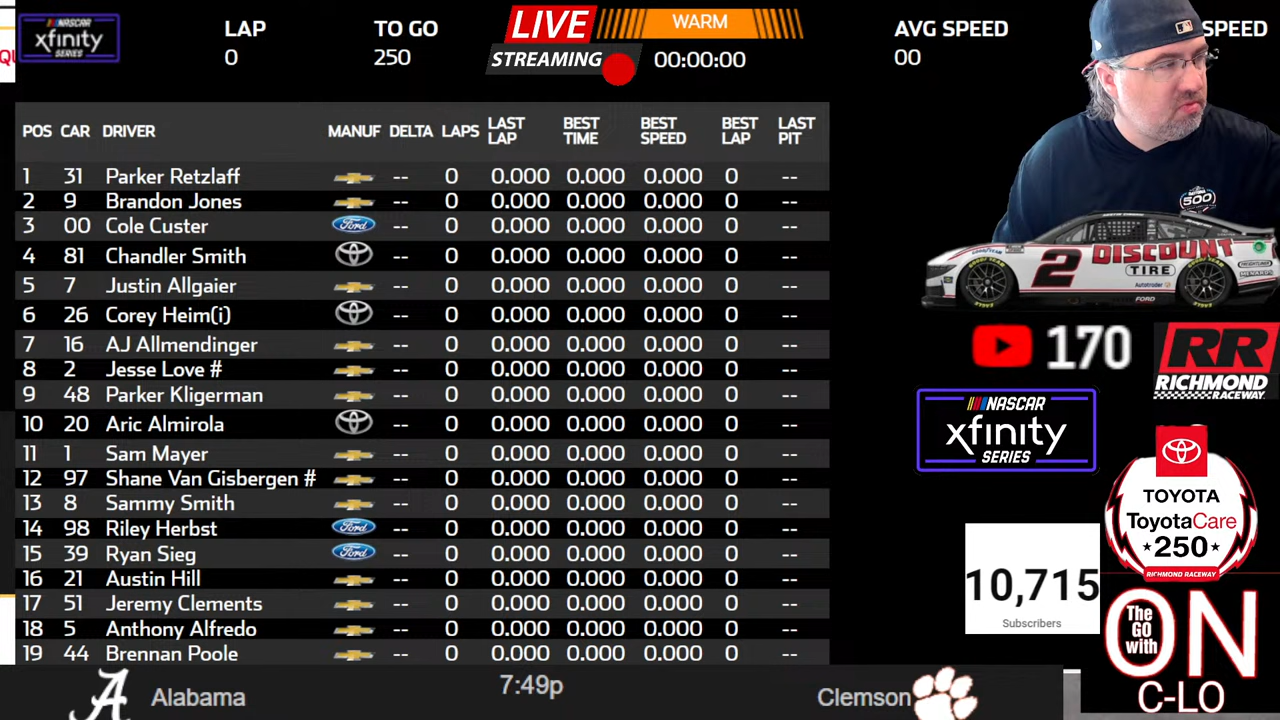 NASCAR
xfinity
SERIES
LAP
0
TO GO
250
LIVE
STREAMING
WARM
00:00:00
AVG SPEED
00
SPEED
POS CAR DRIVER MANUF DELTA LAPS LAST LAP BEST TIME BEST SPEED BEST LAP LAST PIT
1 31 Parker Retzlaff -- 0 0.000 0.000 0.000 0 --
2 9 Brandon Jones -- 0 0.000 0.000 0.000 0 --
3 00 Cole Custer Ford -- 0 0.000 0.000 0.000 0 --
4 81 Chandler Smith -- 0 0.000 0.000 0.000 0 --
5 7 Justin Allgaier -- 0 0.000 0.000 0.000 0 --
6 26 Corey Heim(i) -- 0 0.000 0.000 0.000 0 --
7 16 AJ Allmendinger -- 0 0.000 0.000 0.000 0 --
8 2 Jesse Love # -- 0 0.000 0.000 0.000 0 --
9 48 Parker Kligerman -- 0 0.000 0.000 0.000 0 --
10 20 Aric Almirola -- 0 0.000 0.000 0.000 0 --
11 1 Sam Mayer -- 0 0.000 0.000 0.000 0 --
12 97 Shane Van Gisbergen # -- 0 0.000 0.000 0.000 0 --
13 8 Sammy Smith -- 0 0.000 0.000 0.000 0 --
14 98 Riley Herbst Ford -- 0 0.000 0.000 0.000 0 --
15 39 Ryan Sieg Ford -- 0 0.000 0.000 0.000 0 --
16 21 Austin Hill -- 0 0.000 0.000 0.000 0 --
17 51 Jeremy Clements -- 0 0.000 0.000 0.000 0 --
18 5 Anthony Alfredo -- 0 0.000 0.000 0.000 0 --
19 44 Brennan Poole -- 0 0.000 0.000 0.000 0 --
DAYTONA
500
2
DISCOUNT
TIRE
Autotrader
FORD
MENARDS
170
RR
RICHMOND
RACEWAY
NASCAR
xfinity
SERIES
TOYOTA
ToyotaCare
250
RICHMOND RACEWAY
10,715
Subscribers
The
GO
with
ON
C-LO
A
Alabama
7:49p
Clemson